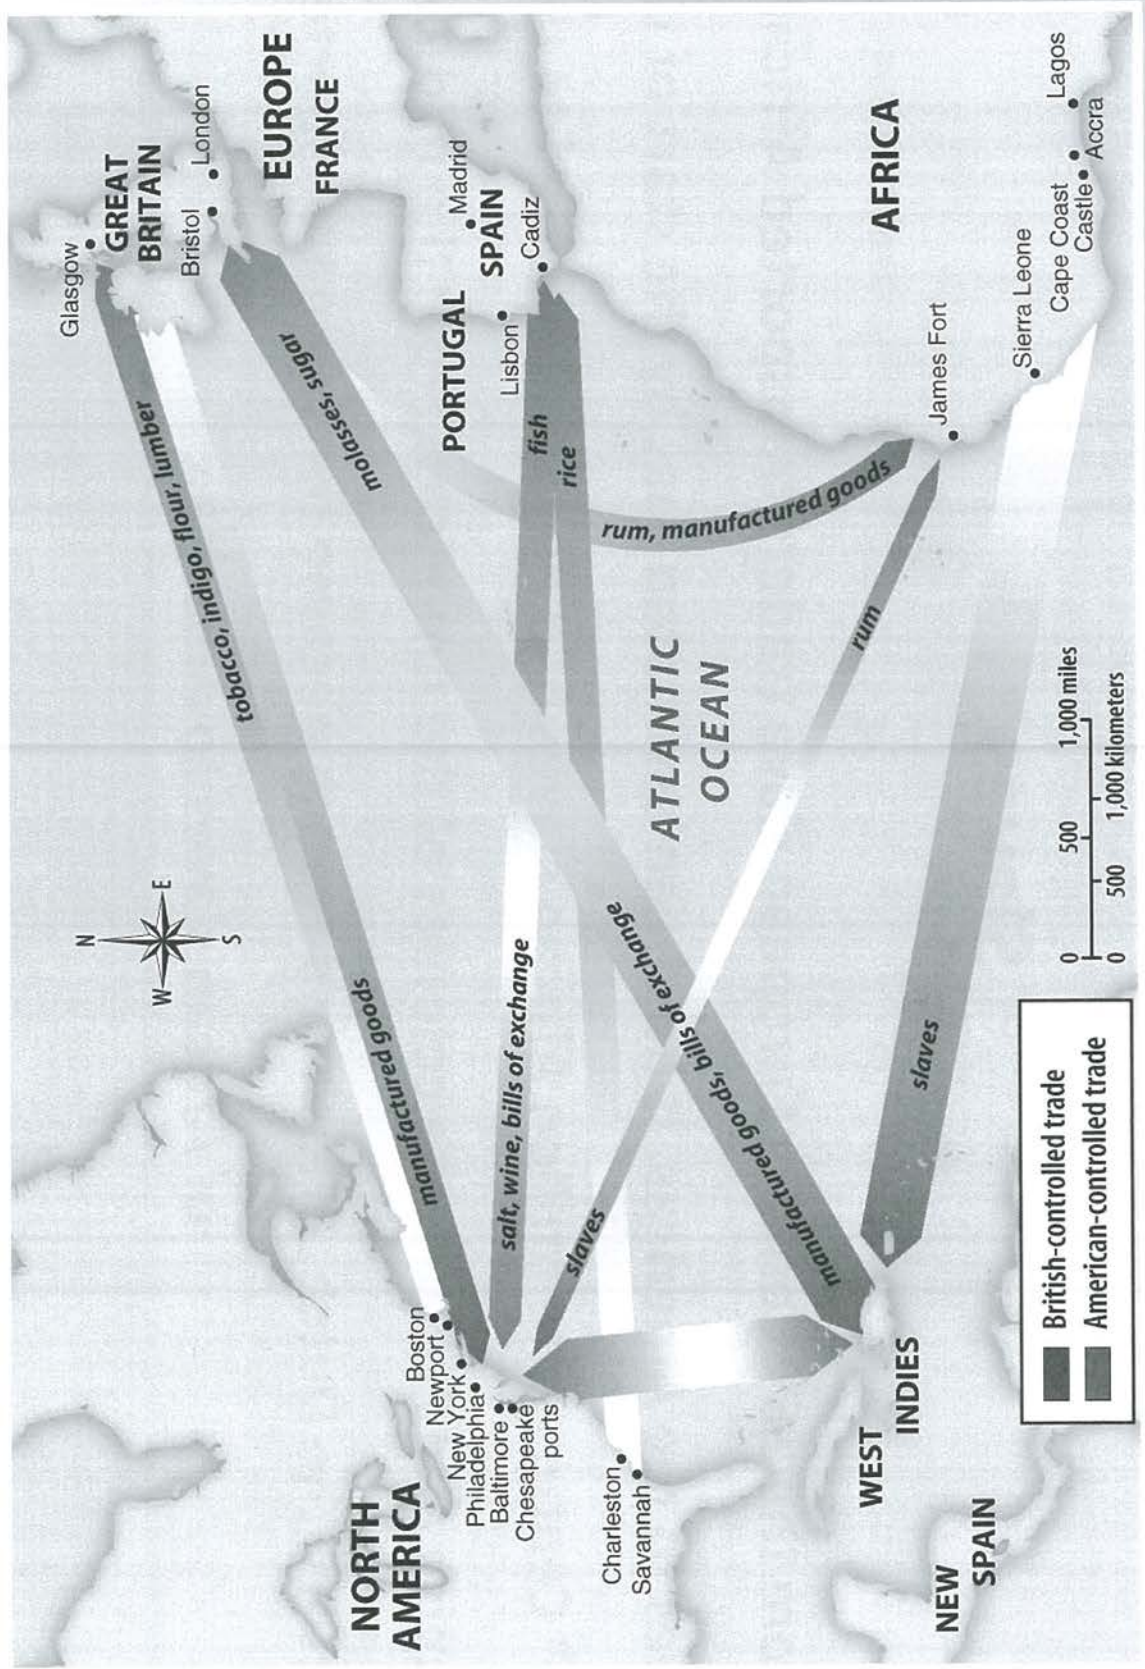 Glasgow
GREAT
BRITAIN
Bristol
London
EUROPE
FRANCE
PORTUGAL
Lisbon
Madrid
SPAIN
Cadiz
AFRICA
James Fort
Sierra Leone
Cape Coast
Castle
Accra
Lagos
N
W
E
S
tobacco, indigo, flour, lumber
manufactured goods
molasses, sugar
manufactured goods, bills of exchange
fish
rice
salt, wine, bills of exchange
rum, manufactured goods
rum
slaves
slaves
ATLANTIC
OCEAN
NORTH
AMERICA
Boston
Newport
New York
Philadelphia
Baltimore
Chesapeake
ports
Charleston
Savannah
WEST
INDIES
NEW
SPAIN
0 500 1,000 miles
0 500 1,000 kilometers
British-controlled trade
American-controlled trade